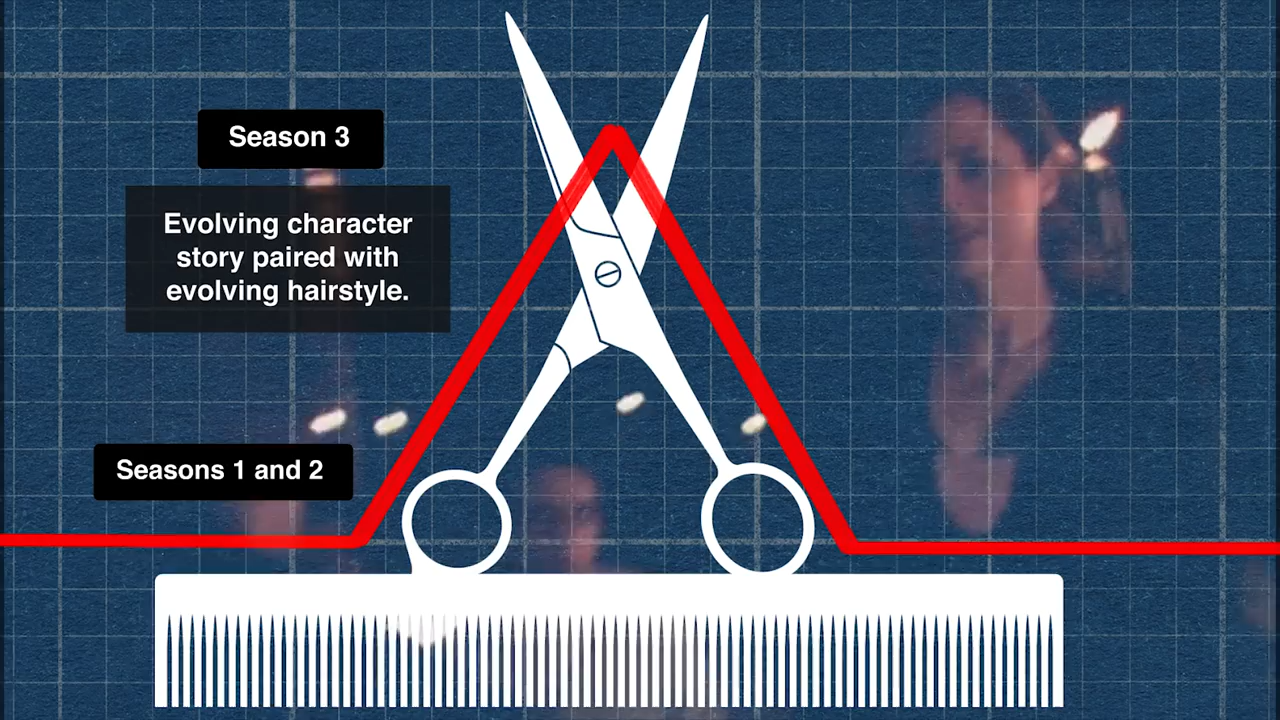 Season 3
Evolving character
story paired with
evolving hairstyle.
Seasons 1 and 2